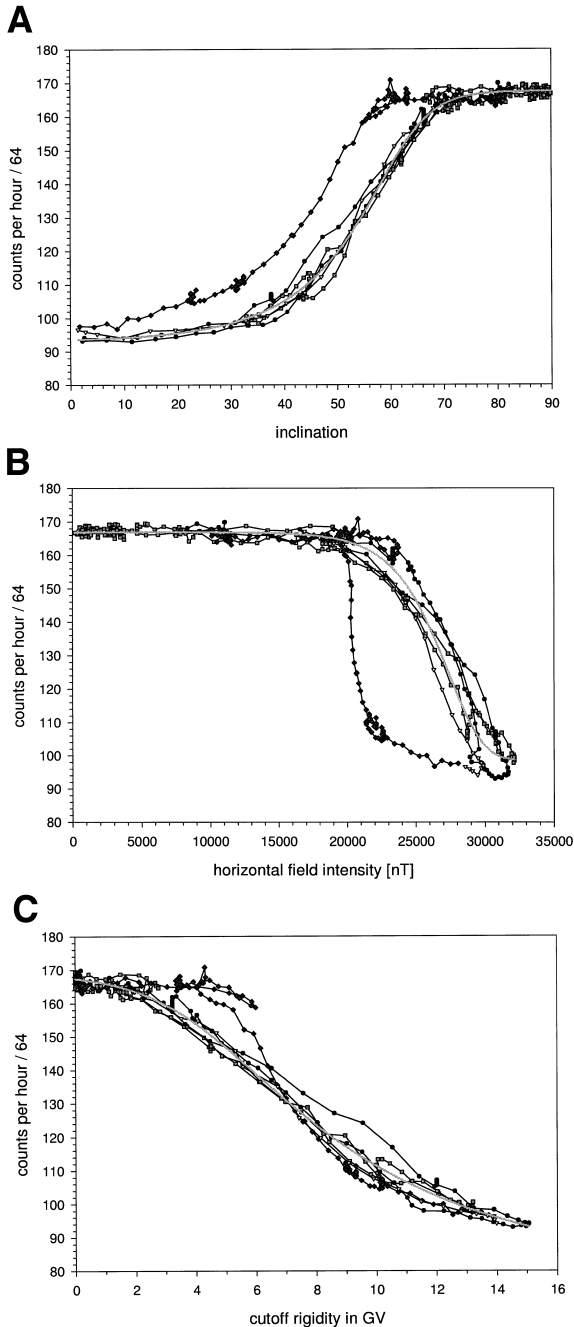 A
180
170
160
150
140
130
120
110
100
90
80
counts per hour / 64
0 10 20 30 40 50 60 70 80 90
inclination
B
180
170
160
150
140
130
120
110
100
90
80
counts per hour / 64
0 5000 10000 15000 20000 25000 30000 35000
horizontal field intensity [nT]
C
180
170
160
150
140
130
120
110
100
90
80
counts per hour / 64
0 2 4 6 8 10 12 14 16
cutoff rigidity in GV